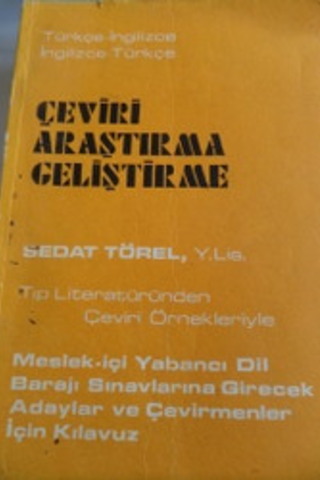 Türkçe-İngilizce
İngilizce-Türkçe
ÇEVİRİ
ARAŞTIRMA
GELİŞTİRME
SEDAT TÖREL, Y.Lis.
Tıp Literatüründen
Çeviri Örnekleriyle
Meslek-içi Yabancı Dil
Barajı Sınavlarına Girecek
Adaylar ve Çevirmenler
İçin Kılavuz